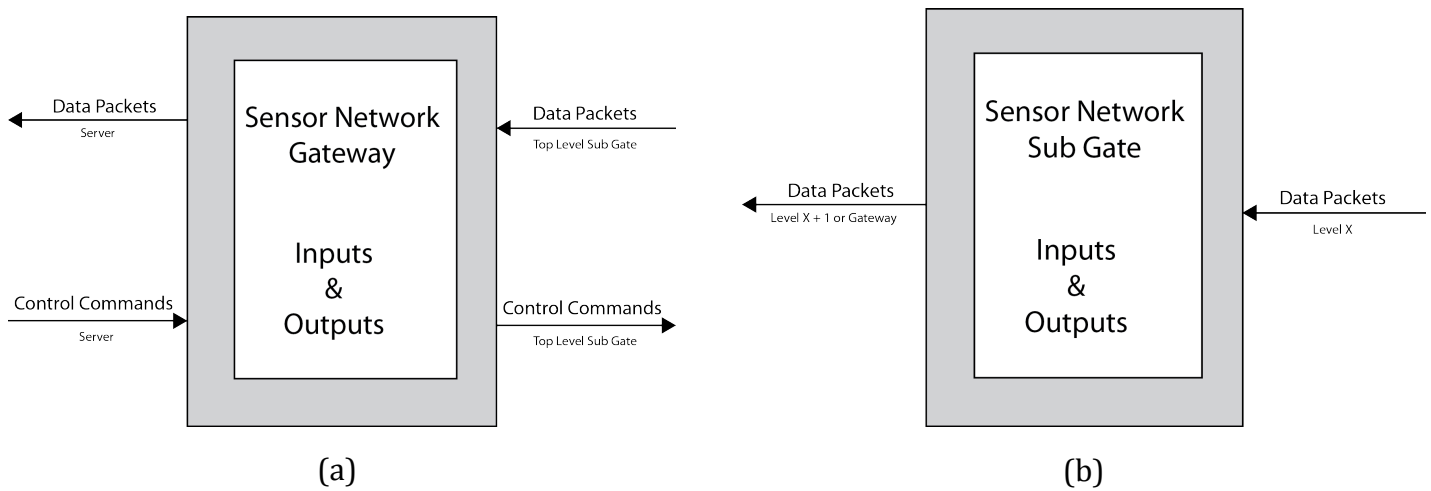 Data Packets
Server
Control Commands
Server
Sensor Network
Gateway
Inputs
&
Outputs
Data Packets
Top Level Sub Gate
Control Commands
Top Level Sub Gate
(a)
Data Packets
Level X + 1 or Gateway
Sensor Network
Sub Gate
Inputs
&
Outputs
Data Packets
Level X
(b)